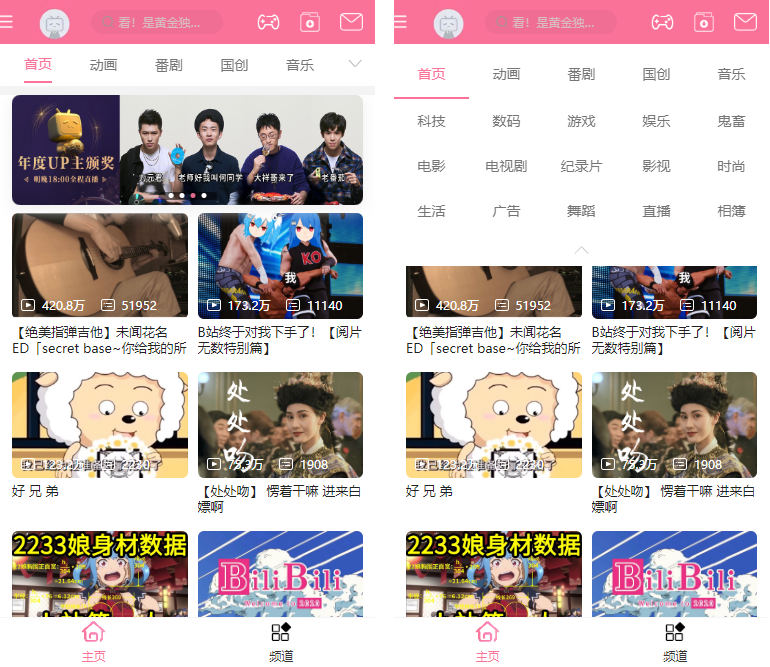 看！是黄金独...
首页 动画 番剧 国创 音乐
年度UP主颁奖
明晚18:00全程直播
老师好我叫何同学
大祥哥来了
老番茄
我
KO
420.8万 51952
173.2万 11140
【绝美指弹吉他】未闻花名
ED「secret base~你给我的所
B站终于对我下手了！【阅片
无数特别篇】
处
处
吻
23.2万 2230
75.3万 1908
好 兄 弟
【处处吻】 愣着干嘛 进来白
嫖啊
2233娘身材数据
BiliBili
主页
频道
看！是黄金独...
首页 动画 番剧 国创 音乐
科技 数码 游戏 娱乐 鬼畜
电影 电视剧 纪录片 影视 时尚
生活 广告 舞蹈 直播 相簿
我
420.8万 51952
173.2万 11140
【绝美指弹吉他】未闻花名
ED「secret base~你给我的所
B站终于对我下手了！【阅片
无数特别篇】
处
处
吻
23.2万 2230
75.3万 1908
好 兄 弟
【处处吻】 愣着干嘛 进来白
嫖啊
2233娘身材数据
BiliBili
主页
频道